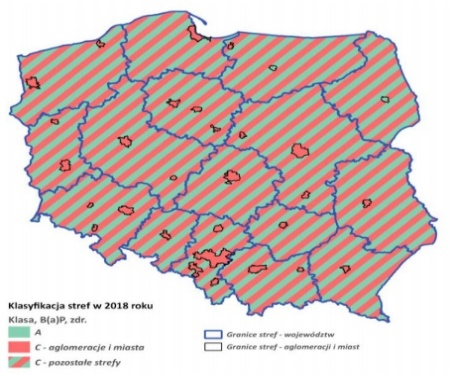 Klasyfikacja stref w 2018 roku
Klasa, B(a)P, zdr.
A
C - aglomeracje i miasta
C - pozostałe strefy
Granice stref - województw
Granice stref - aglomeracji i miast